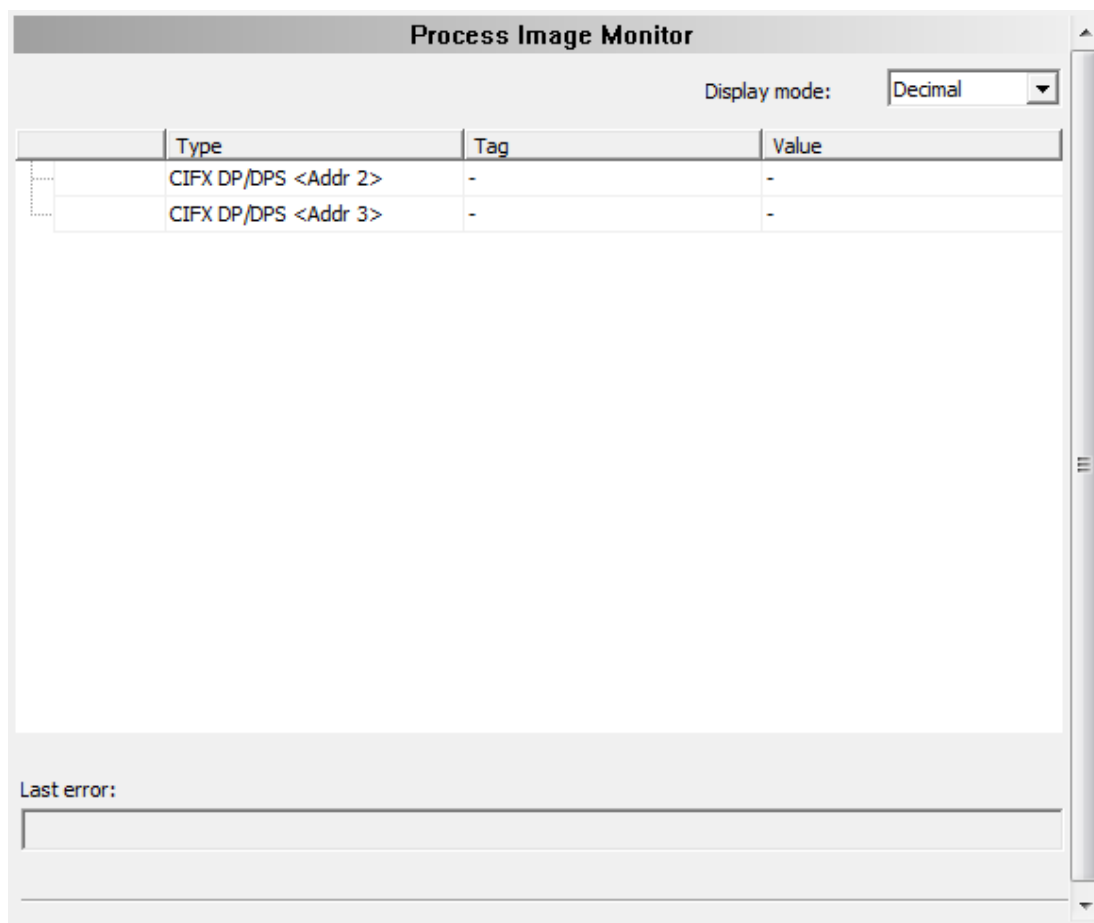 Process Image Monitor
Display mode: Decimal
Type Tag Value
CIFX DP/DPS <Addr 2> - -
CIFX DP/DPS <Addr 3> - -
Last error: